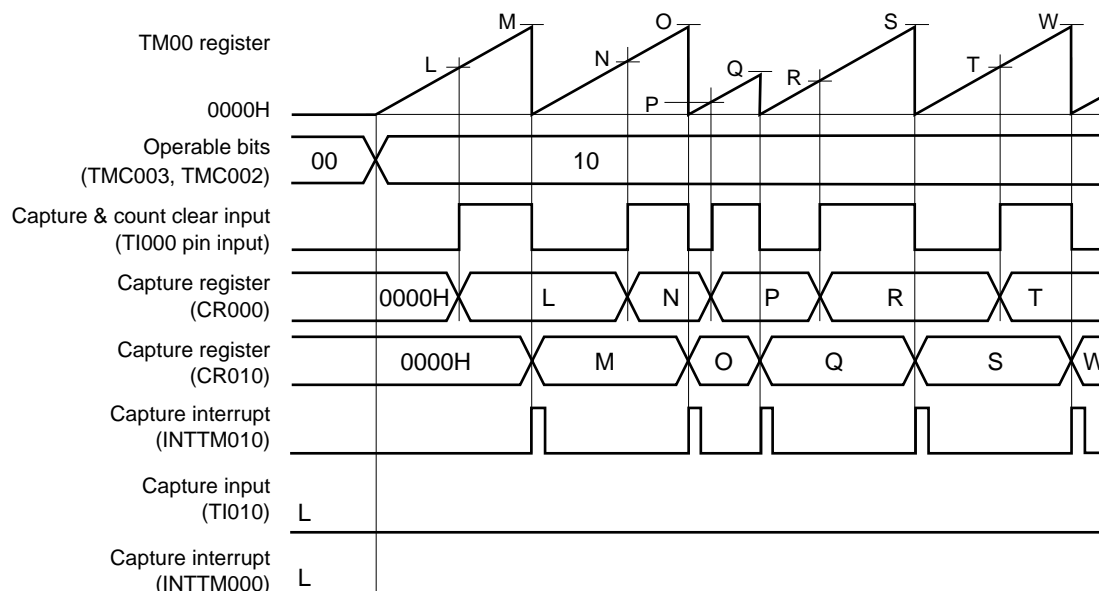 M O S W
TM00 register
L N Q R T
P
0000H
Operable bits
(TMC003, TMC002)
00 10
Capture & count clear input
(TI000 pin input)
Capture register
(CR000)
0000H L N P R T
Capture register
(CR010)
0000H M O Q S W
Capture interrupt
(INTTM010)
Capture input
(TI010)
L
Capture interrupt
(INTTM000)
L